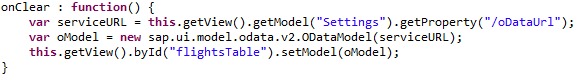 onClear : function() {
    var serviceURL = this.getView().getModel("Settings").getProperty("/oDataUrl");
    var oModel = new sap.ui.model.odata.v2.ODataModel(serviceURL);
    this.getView().byId("flightsTable").setModel(oModel);
}